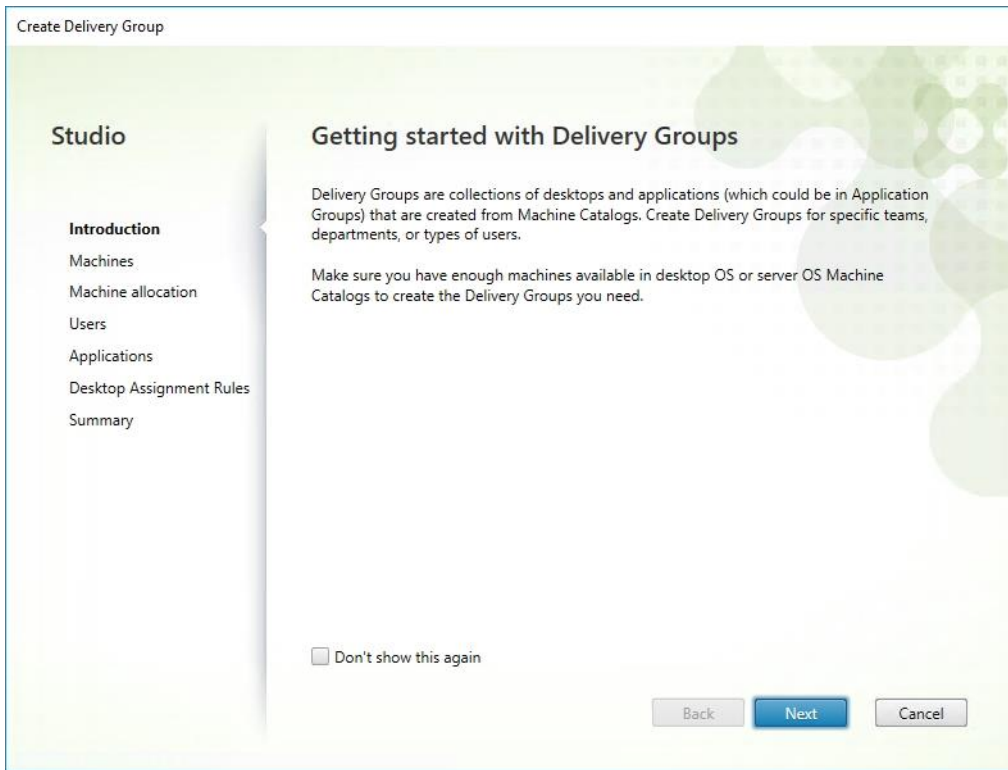 Create Delivery Group
Studio
Introduction
Machines
Machine allocation
Users
Applications
Desktop Assignment Rules
Summary
Getting started with Delivery Groups
Delivery Groups are collections of desktops and applications (which could be in Application
Groups) that are created from Machine Catalogs. Create Delivery Groups for specific teams,
departments, or types of users.
Make sure you have enough machines available in desktop OS or server OS Machine
Catalogs to create the Delivery Groups you need.
Don't show this again
Back
Next
Cancel